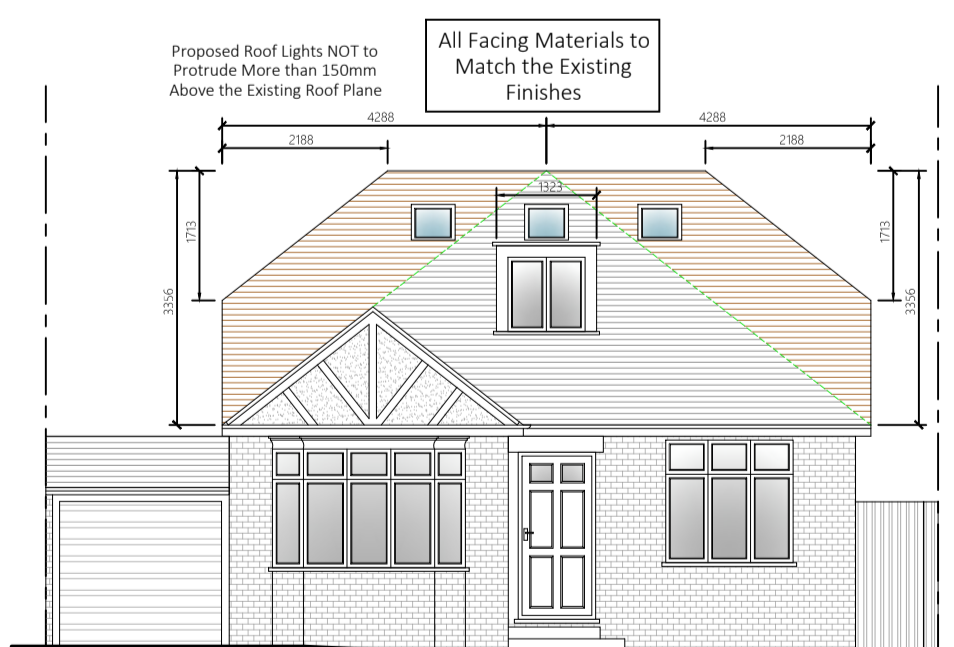 Proposed Roof Lights NOT to
Protrude More than 150mm
Above the Existing Roof Plane
All Facing Materials to
Match the Existing
Finishes
4288
4288
2188
2188
1323
1713
1713
3356
3356